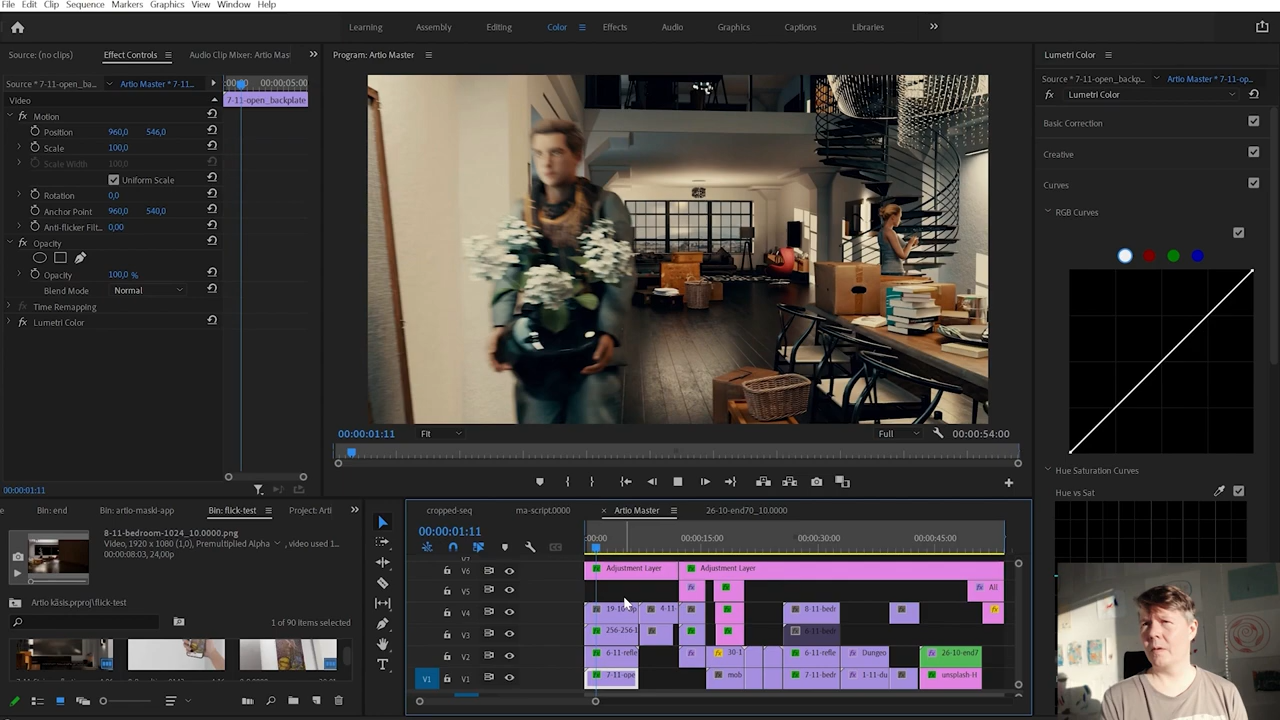 File Edit Clip Sequence Markers Graphics View Window Help
Learning Assembly Editing Color Effects Audio Graphics Captions Libraries
Source: (no clips) Effect Controls Audio Clip Mixer: Artio Mas
Program: Artio Master
Lumetri Color
Source * 7-11-open_ba... Artio Master * 7-11...
:00:00 00:00:05:00
Source * 7-11-open_backp... Artio Master * 7-11-op...
Video
7-11-open_backplate
fx Lumetri Color
fx Motion
Position 960,0 546,0
Scale 100,0
Scale Width 100,0
Uniform Scale
Rotation 0,0
Anchor Point 960,0 540,0
Anti-flicker Filt... 0,00
fx Opacity
Opacity 100,0 %
Blend Mode Normal
Time Remapping
fx Lumetri Color
Basic Correction
Creative
Curves
RGB Curves
Hue Saturation Curves
Hue vs Sat
00:00:01:11 Fit Full 00:00:54:00
00:00:01:11
Bin: end Bin: artio-maski-app Bin: flick-test Project: Arti
8-11-bedroom-1024_10.0000.png
Video, 1920 x 1080 (1,0), Premultiplied Alpha , video used 1...
00:00:08:03, 24,00p
Artio käsis.prproj\flick-test
1 of 90 items selected
cropped-seq ma-script.0000 Artio Master 26-10-end70_10.0000
00:00:01:11
:00:00 00:00:15:00 00:00:30:00 00:00:45:00
V6 Adjustment Layer Adjustment Layer
V5
V4 4-11- 8-11-bedr
V3 256-256-1 8-11-bedr
V2 6-11-refle 30-1 6-11-refle Dungeo 26-10-end7
V1 V1 7-11-ope mob 7-11-bedr 1-11-du unsplash-H